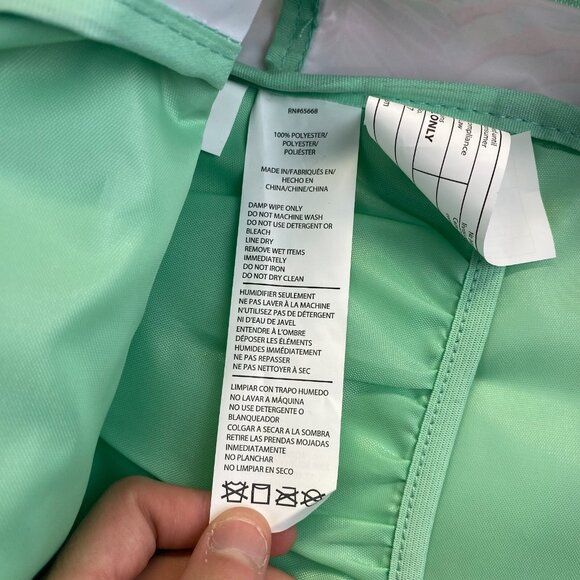 RN#65668
100% POLYESTER/
POLYESTER/
POLIÉSTER
MADE IN/FABRIQUÉS EN/
HECHO EN
CHINA/CHINE/CHINA
DAMP WIPE ONLY
DO NOT MACHINE WASH
DO NOT USE DETERGENT OR
BLEACH
LINE DRY
REMOVE WET ITEMS
IMMEDIATELY
DO NOT IRON
DO NOT DRY CLEAN
HUMIDIFIER SEULEMENT
NE PAS LAVER À LA MACHINE
N'UTILISEZ PAS DE DÉTERGENT
NI D'EAU DE JAVEL
ENTENDRE À L'OMBRE
DÉPOSER LES ÉLÉMENTS
HUMIDES IMMÉDIATEMENT
NE PAS REPASSER
NE PAS NETTOYER À SEC
LIMPIAR CON TRAPO HUMEDO
NO LAVAR A MÁQUINA
NO USE DETERGENTE O
BLANQUEADOR
COLGAR A SECAR A LA SOMBRA
RETIRE LAS PRENDAS MOJADAS
INMEDIATAMENTE
NO PLANCHAR
NO LIMPIAR EN SECO
ONLY